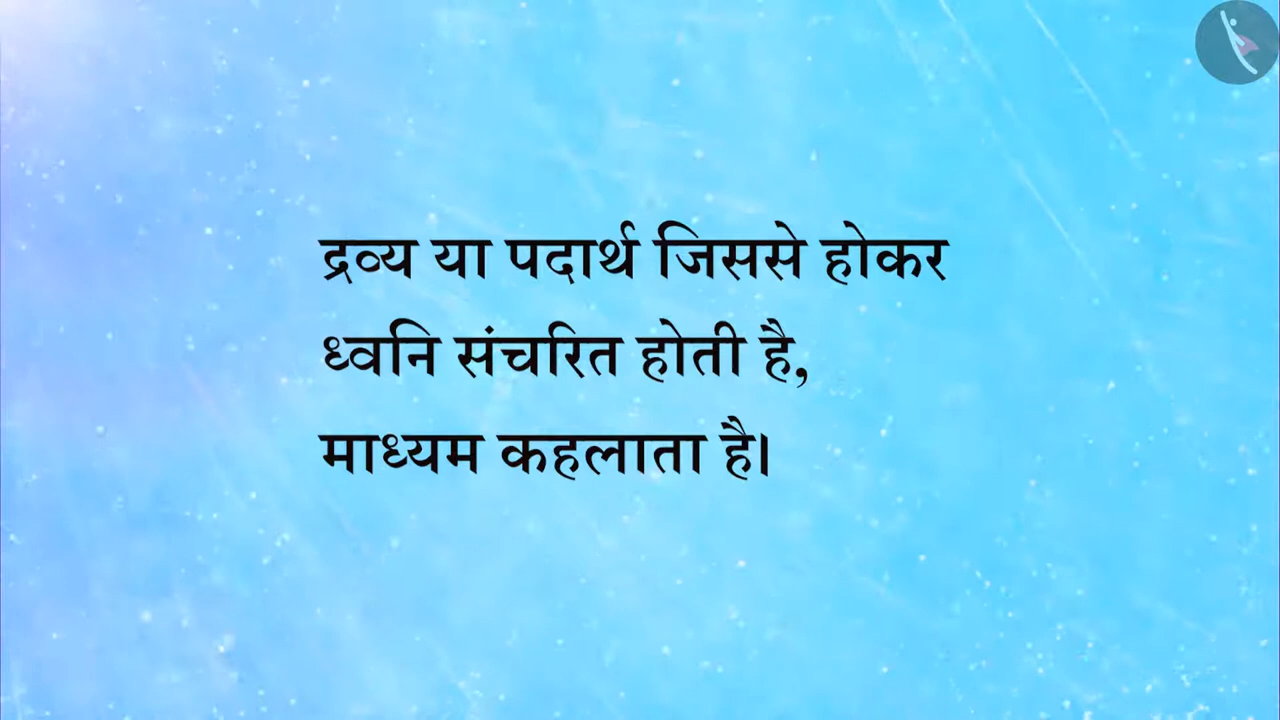 द्रव्य या पदार्थ जिससे होकर
ध्वनि संचरित होती है,
माध्यम कहलाता है।